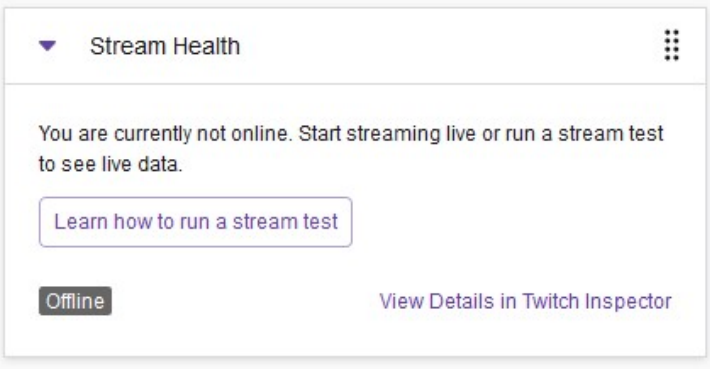 Stream Health
You are currently not online. Start streaming live or run a stream test
to see live data.
Learn how to run a stream test
Offline
View Details in Twitch Inspector